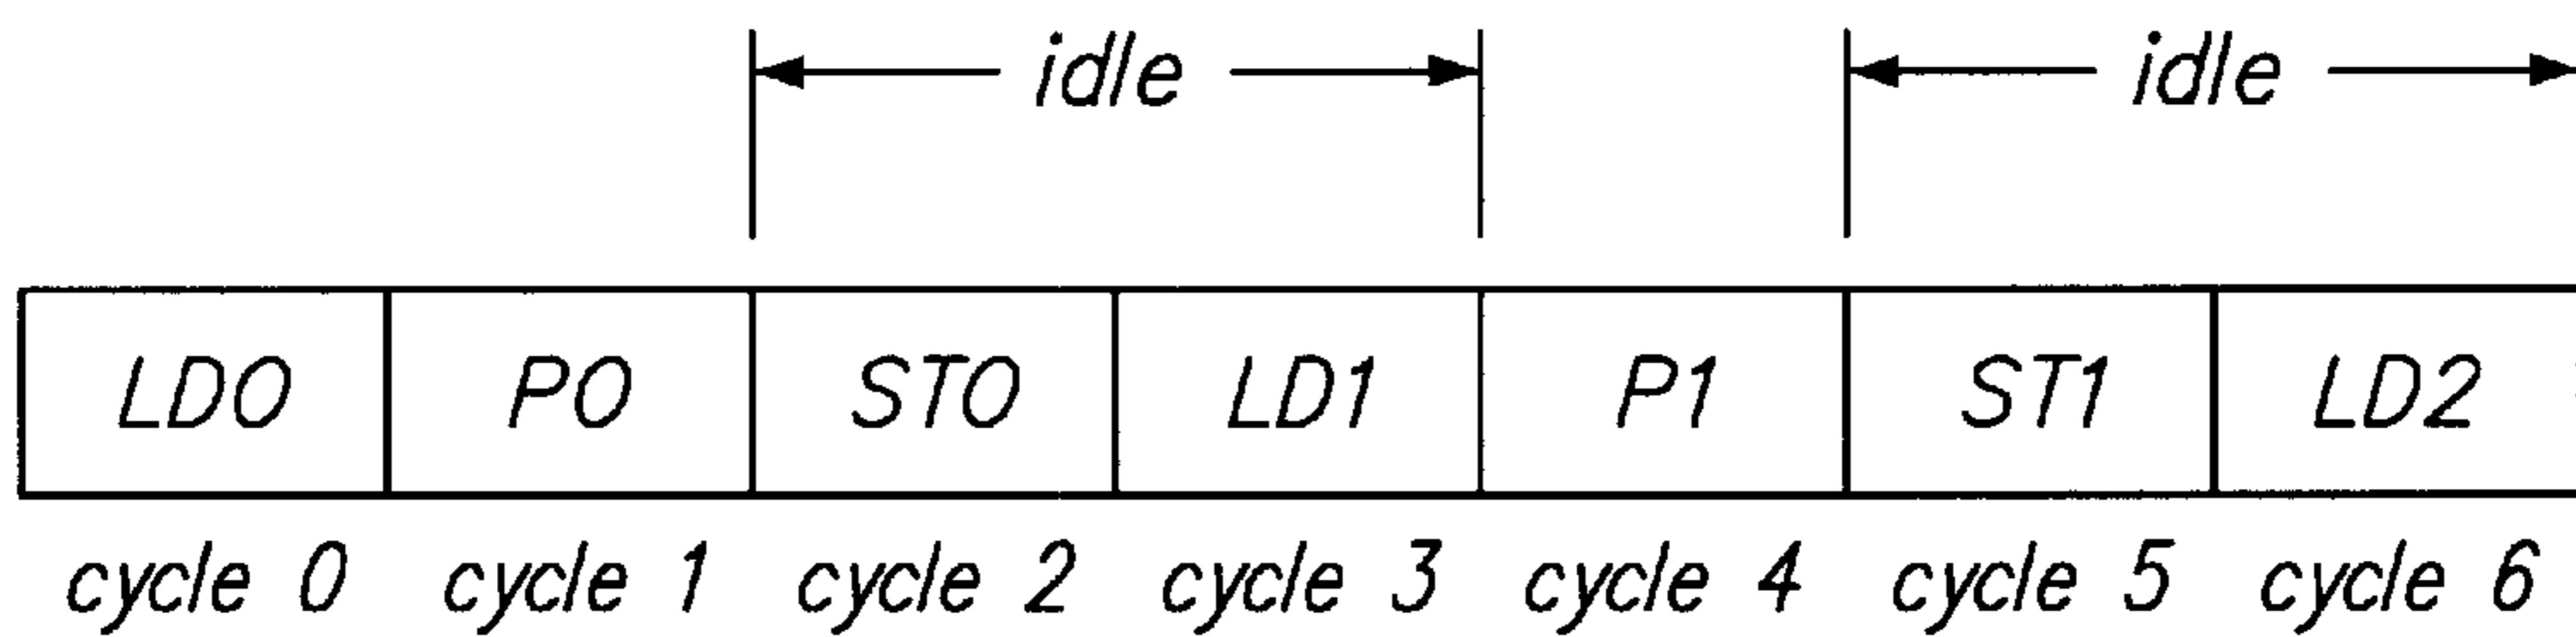 idle idle
LD0 P0 ST0 LD1 P1 ST1 LD2
cycle 0 cycle 1 cycle 2 cycle 3 cycle 4 cycle 5 cycle 6